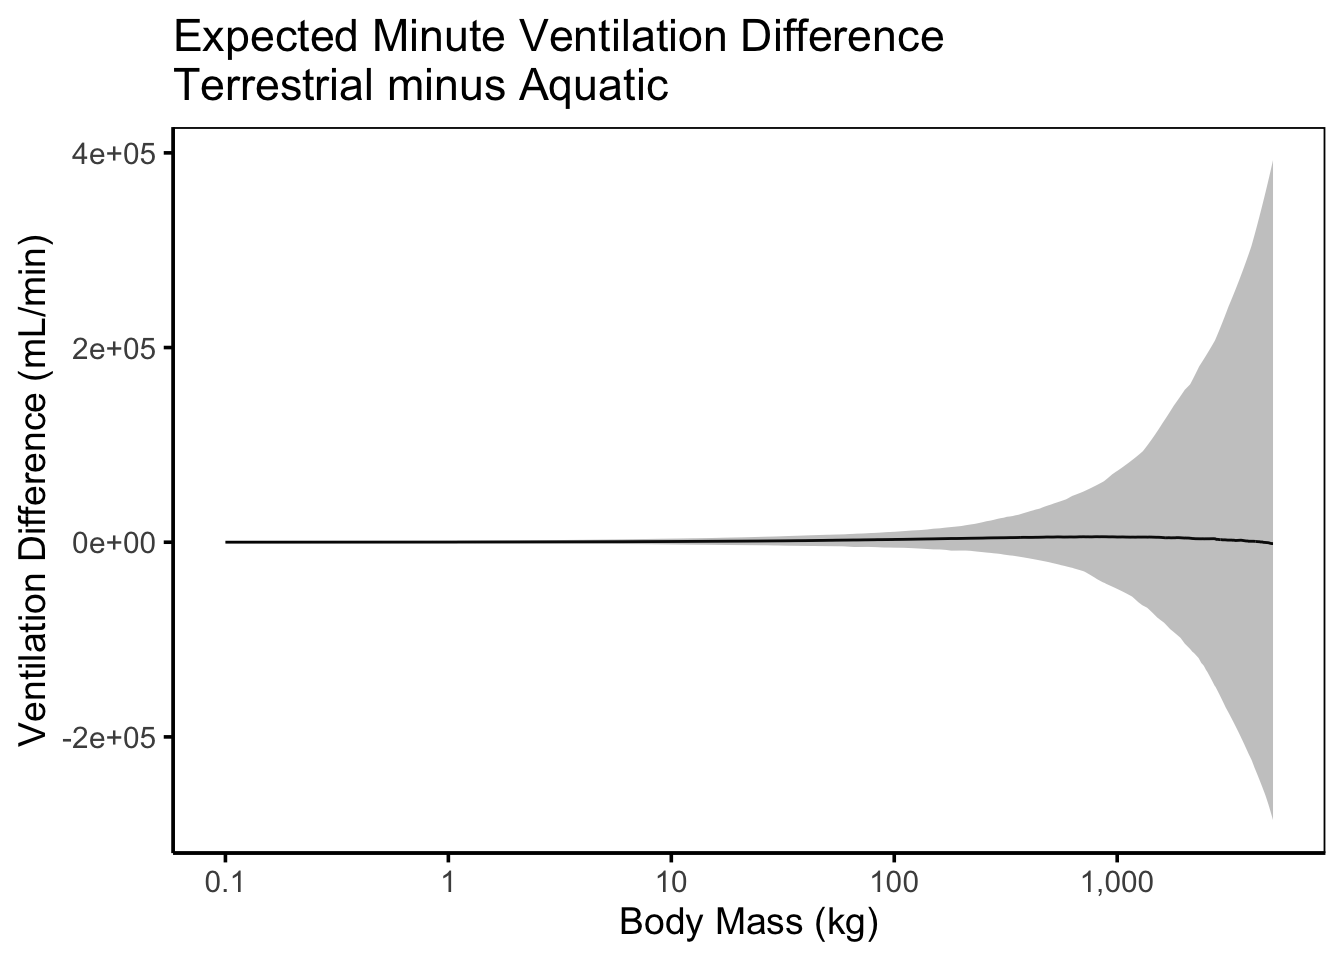 Expected Minute Ventilation Difference
Terrestrial minus Aquatic
Ventilation Difference (mL/min)
4e+05
2e+05
0e+00
-2e+05
0.1
1
10
100
1,000
Body Mass (kg)